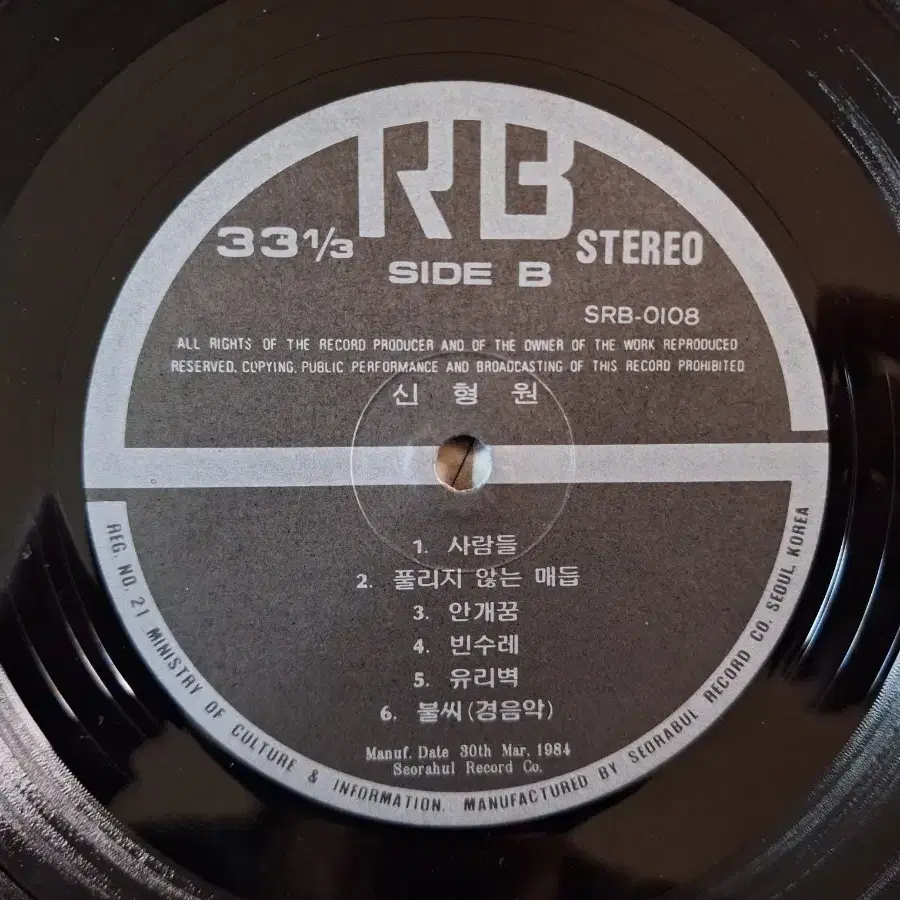 RB
33 1/3
STEREO
SIDE B
SRB-0108
ALL RIGHTS OF THE RECORD PRODUCER AND OF THE OWNER OF THE WORK REPRODUCED
RESERVED. CUPYING. PUBLIC PERFORMANCE AND BROADCASTING OF THIS RECORD PROHIBITED
신 형 원
1. 사람들
2. 풀리지 않는 매듭
3. 안개꿈
4. 빈수레
5. 유리벽
6. 불씨(경음악)
Manuf. Date 30th Mar. 1984
Seorahul Record Co.
REG. NO. 21 MINISTRY OF CULTURE & INFORMATION. MANUFACTURED BY SEORABUL RECORD CO. SEOUL, KOREA